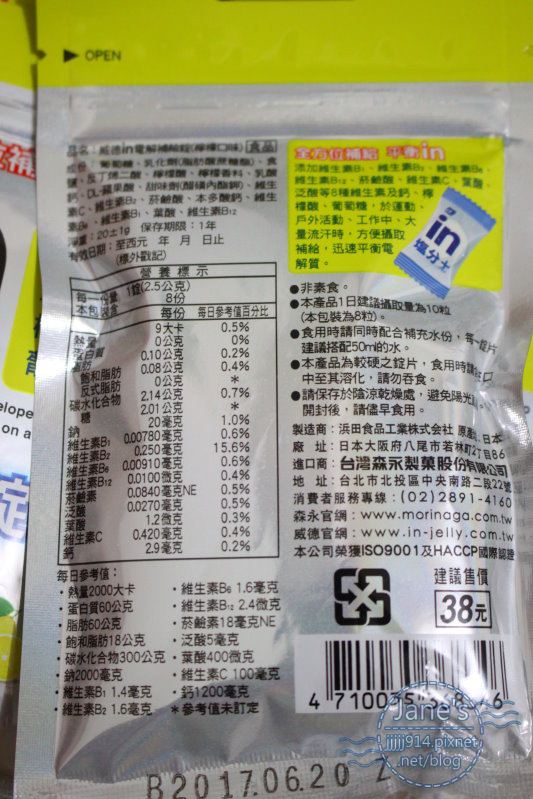 OPEN
品名：威德in電解補給錠(檸檬口味) 食品
成份：葡萄糖、乳化劑(脂肪酸蔗糖酯)、食
鹽、反丁烯二酸、檸檬酸、檸檬香料、乳酸
鈣、DL-蘋果酸、甜味劑(醋磺內酯鉀)、維生
素C、維生素B₂、菸鹼酸、本多酸鈣、維生
素B₆、維生素B₁、葉酸、維生素B₁₂
淨重：20±1g 保存期限：1年
有效日期：至西元 年 月 日止
(標外戳記)
全方位補給 平衡in
添加維生素B₁、維生素B₂、維生素B₆
維生素B₁₂、菸鹼酸、維生素C、葉酸、
泛酸等8種維生素及鈣、檸
檬酸、葡萄糖，於運動、
戶外活動、工作中、大
量流汗時，方便攝取
補給，迅速平衡電
解質。
in
塩分
營養標示
每一份量 1錠(2.5公克)
本包裝含 8份
每份 每日參考值百分比
熱量 9大卡 0.5%
蛋白質 0公克 0%
脂肪 0.10公克 0.2%
飽和脂肪 0.08公克 0.4%
反式脂肪 0公克 *
碳水化合物 2.14公克 0.7%
糖 2.01公克 *
鈉 20毫克 1.0%
維生素B₁ 0.00780毫克 0.6%
維生素B₂ 0.250毫克 15.6%
維生素B₆ 0.00910毫克 0.6%
維生素B₁₂ 0.0100微克 0.4%
菸鹼素 0.0840毫克NE 0.5%
泛酸 0.0270毫克 0.5%
葉酸 1.2微克 0.3%
維生素C 0.420毫克 0.4%
鈣 2.9毫克 0.2%
●非素食。
●本產品1日建議攝取量為10粒
(本包裝為8粒)。
●食用時請同時配合補充水份，每一錠片
建議搭配50ml的水。
●本產品為較硬之錠片，食用時請在口
中至其溶化，請勿吞食。
●請保存於陰涼乾燥處，避免陽光
開封後，請儘早食用。
製造商：浜田食品工業株式会社 原產地：日本
廠 址：日本大阪府八尾市若林町2丁目86
進口商：台灣森永製菓股份有限公司
地 址：台北市北投區中央南路二段22號
消費者服務專線：(02)2891-4160
森永官網：www.morinaga.com.tw
威德官網：www.in-jelly.com.tw
本公司榮獲ISO9001及HACCP國際認證
每日參考值：
・熱量2000大卡
・蛋白質60公克
・脂肪60公克
・飽和脂肪18公克
・碳水化合物300公克
・鈉2000毫克
・維生素B₁ 1.4毫克
・維生素B₂ 1.6毫克
・維生素B₆ 1.6毫克
・維生素B₁₂ 2.4微克
・菸鹼素18毫克NE
・泛酸5毫克
・葉酸400微克
・維生素C 100毫克
・鈣1200毫克
＊參考值未訂定
建議售價
38元
4 71003
6
Jane's
jjjjj914.pixnet
.net/blog
B2017.06.20